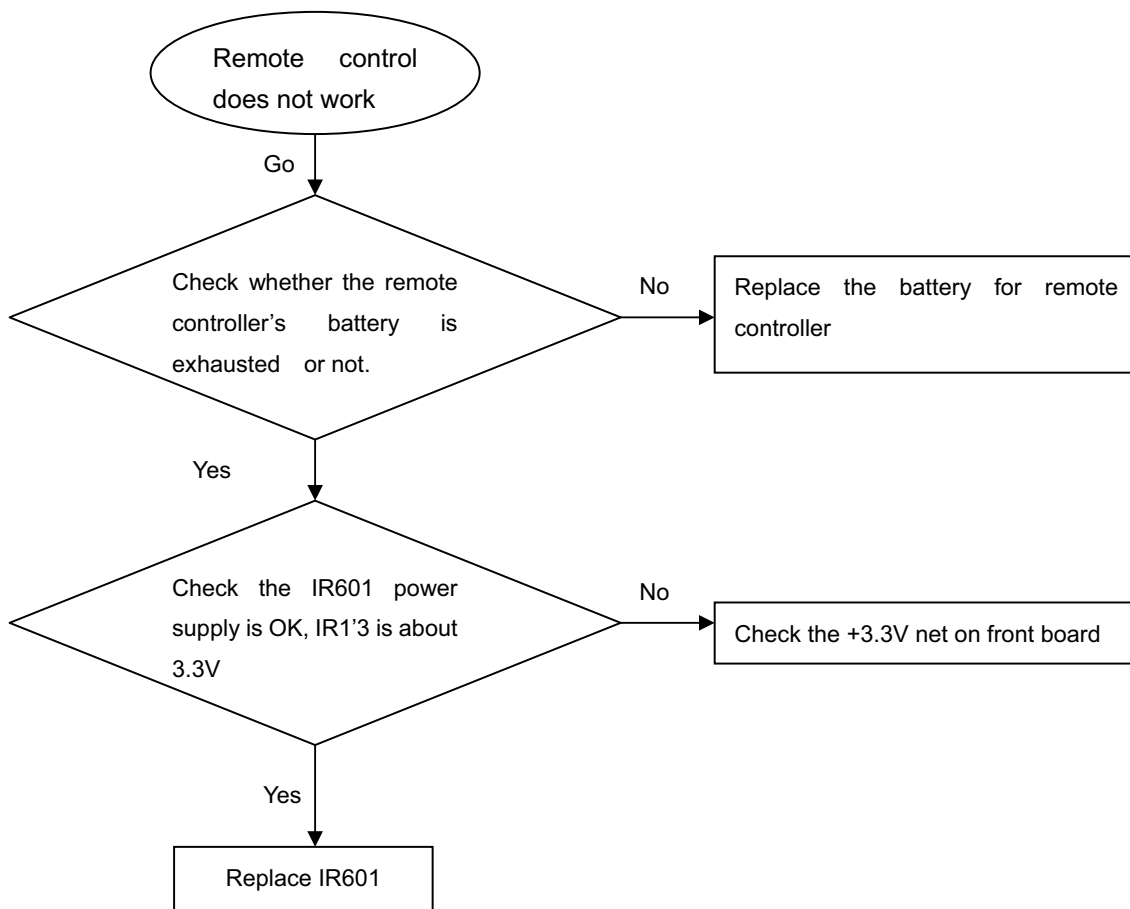 Remote control
does not work
Go
Check whether the remote
controller’s battery is
exhausted or not.
No
Replace the battery for remote
controller
Yes
Check the IR601 power
supply is OK, IR1’3 is about
3.3V
No
Check the +3.3V net on front board
Yes
Replace IR601